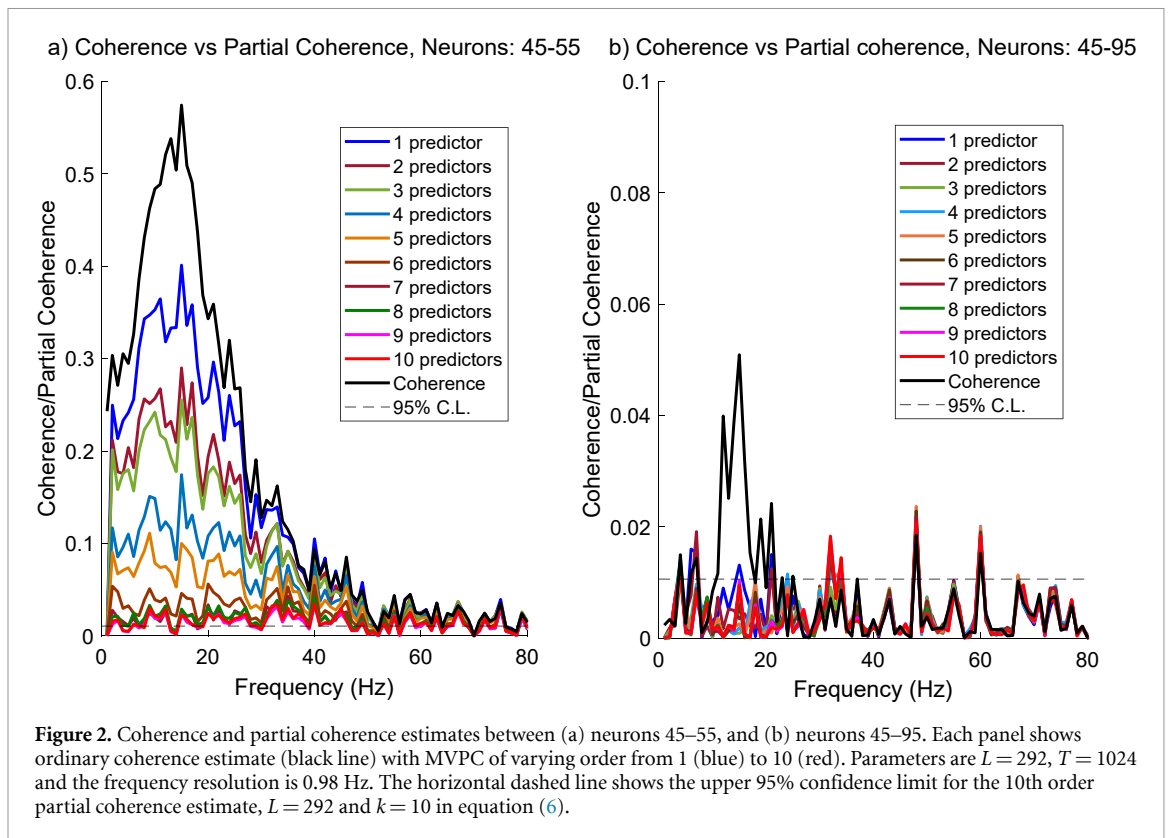 a) Coherence vs Partial Coherence, Neurons: 45-55
0.6
0.5
0.4
0.3
0.2
0.1
0
Coherence/Partial Coeherence
0
20
40
60
80
Frequency (Hz)
1 predictor
2 predictors
3 predictors
4 predictors
5 predictors
6 predictors
7 predictors
8 predictors
9 predictors
10 predictors
Coherence
95% C.L.
b) Coherence vs Partial coherence, Neurons: 45-95
0.1
0.08
0.06
0.04
0.02
0
Coherence/Partial Coeherence
0
20
40
60
80
Frequency (Hz)
1 predictor
2 predictors
3 predictors
4 predictors
5 predictors
6 predictors
7 predictors
8 predictors
9 predictors
10 predictors
Coherence
95% C.L.
Figure 2. Coherence and partial coherence estimates between (a) neurons 45–55, and (b) neurons 45–95. Each panel shows
ordinary coherence estimate (black line) with MVPC of varying order from 1 (blue) to 10 (red). Parameters are L = 292, T = 1024
and the frequency resolution is 0.98 Hz. The horizontal dashed line shows the upper 95% confidence limit for the 10th order
partial coherence estimate, L = 292 and k = 10 in equation (6).